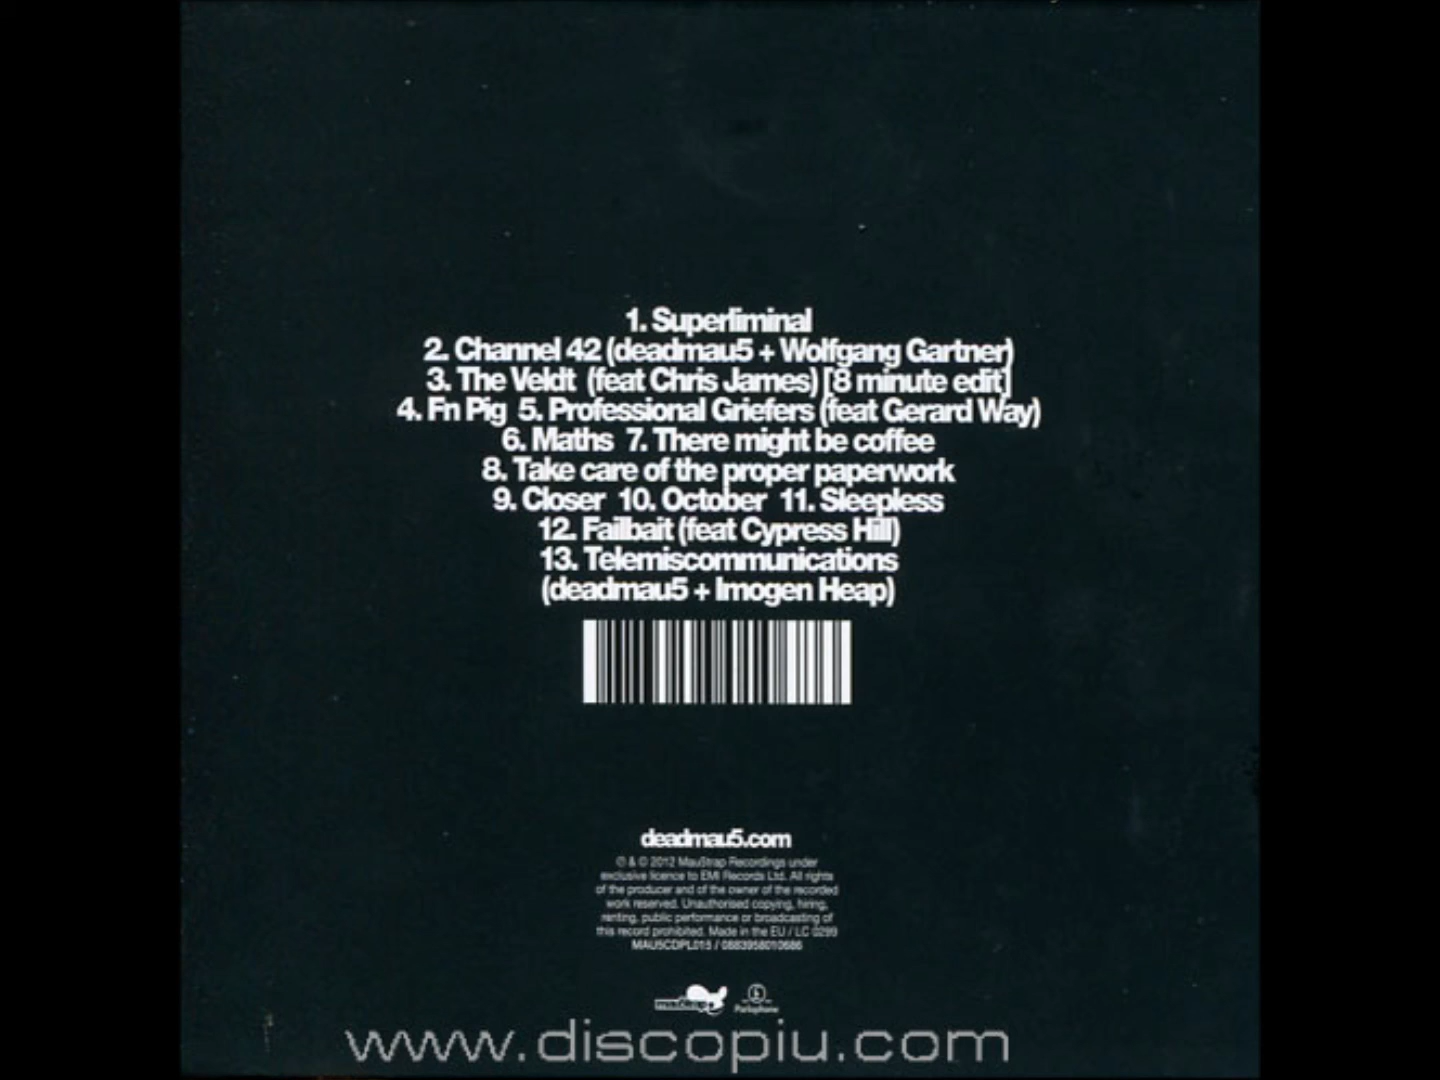 1. Superliminal
2. Channel 42 (deadmau5 + Wolfgang Gartner)
3. The Veldt (feat Chris James) [8 minute edit]
4. Fn Pig 5. Professional Griefers (feat Gerard Way)
6. Maths 7. There might be coffee
8. Take care of the proper paperwork
9. Closer 10. October 11. Sleepless
12. Failbait (feat Cypress Hill)
13. Telemiscommunications
(deadmau5 + Imogen Heap)
deadmau5.com
℗ & © 2012 Mau5trap Recordings under
exclusive licence to EMI Records Ltd. All rights
of the producer and of the owner of the recorded
work reserved. Unauthorised copying, hiring,
renting, public performance or broadcasting of
this record prohibited. Made in the EU / LC 0299
MAU5CDPL015 / 0883958010686
Parlophone
www.discopiu.com